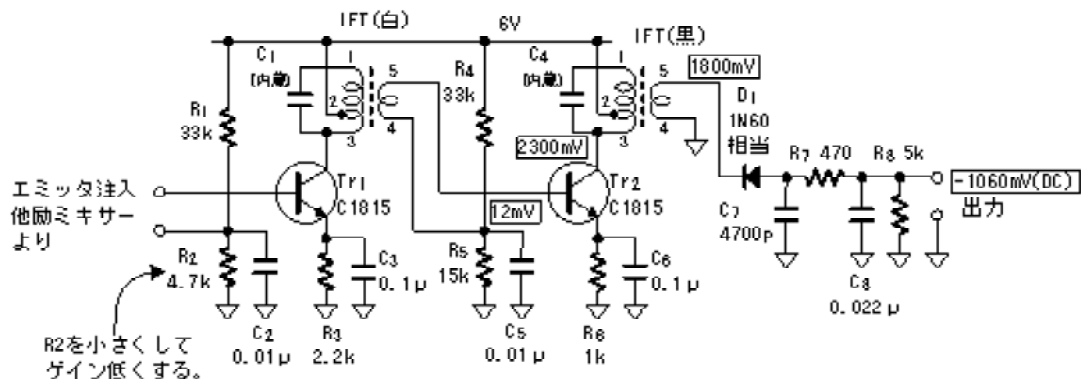 IFT(白)
6V
IFT(黒)
C1
(内蔵)
1
2
3
5
4
R4
33k
C4
(内蔵)
1
2
3
5
4
1800mV
D1
1N60
相当
R1
33k
2300mV
R7 470
R8 5k
エミッタ注入
他励ミキサー
より
Tr1
C1815
12mV
Tr2
C1815
-1060mV(DC)
出力
C7
4700p
R2
4.7k
C3
0.1μ
R5
15k
C6
0.1μ
C8
0.022μ
C2
0.01μ
R3
2.2k
C5
0.01μ
R6
1k
R2を小さくして
ゲイン低くする。